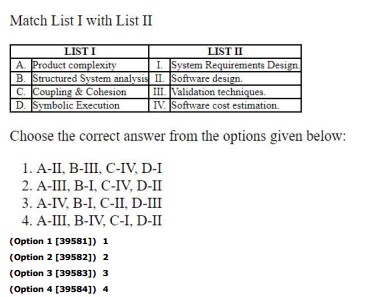 Match List I with List II
LIST I LIST II
A. Product complexity I. System Requirements Design.
B. Structured System analysis II. Software design.
C. Coupling & Cohesion III. Validation techniques.
D. Symbolic Execution IV. Software cost estimation.
Choose the correct answer from the options given below:
1. A-II, B-III, C-IV, D-I
2. A-III, B-I, C-IV, D-II
3. A-IV, B-I, C-II, D-III
4. A-III, B-IV, C-I, D-II
(Option 1 [39581]) 1
(Option 2 [39582]) 2
(Option 3 [39583]) 3
(Option 4 [39584]) 4